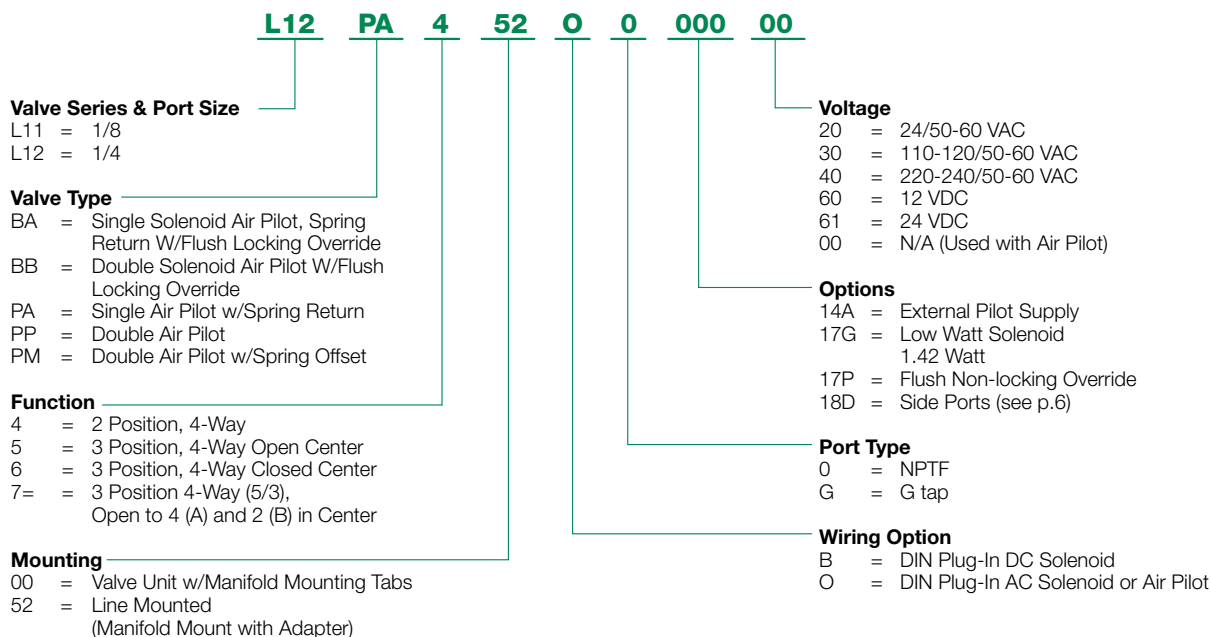 L12 PA 4 52 O 0 000 00
Valve Series & Port Size
L11 = 1/8
L12 = 1/4
Valve Type
BA = Single Solenoid Air Pilot, Spring
Return W/Flush Locking Override
BB = Double Solenoid Air Pilot W/Flush
Locking Override
PA = Single Air Pilot w/Spring Return
PP = Double Air Pilot
PM = Double Air Pilot w/Spring Offset
Function
4 = 2 Position, 4-Way
5 = 3 Position, 4-Way Open Center
6 = 3 Position, 4-Way Closed Center
7= = 3 Position 4-Way (5/3),
Open to 4 (A) and 2 (B) in Center
Mounting
00 = Valve Unit w/Manifold Mounting Tabs
52 = Line Mounted
(Manifold Mount with Adapter)
Voltage
20 = 24/50-60 VAC
30 = 110-120/50-60 VAC
40 = 220-240/50-60 VAC
60 = 12 VDC
61 = 24 VDC
00 = N/A (Used with Air Pilot)
Options
14A = External Pilot Supply
17G = Low Watt Solenoid
1.42 Watt
17P = Flush Non-locking Override
18D = Side Ports (see p.6)
Port Type
0 = NPTF
G = G tap
Wiring Option
B = DIN Plug-In DC Solenoid
O = DIN Plug-In AC Solenoid or Air Pilot